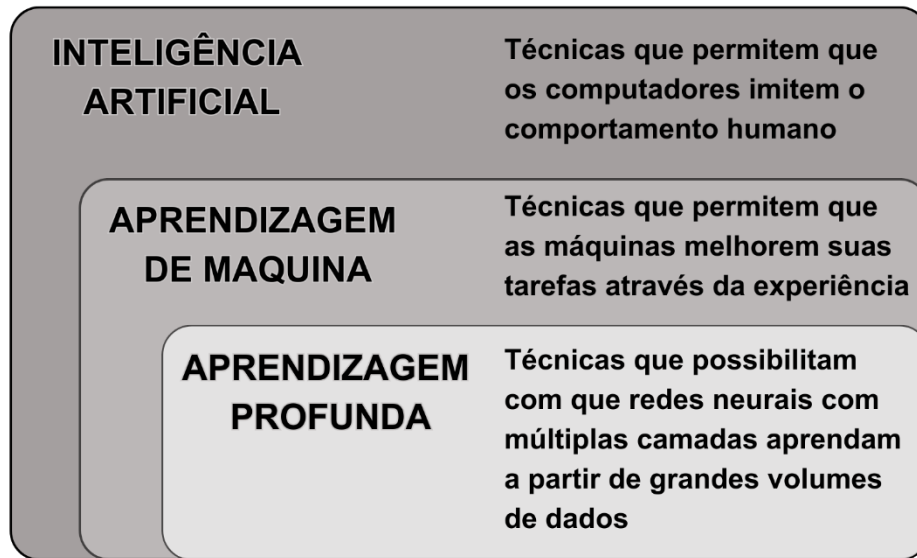 INTELIGÊNCIA
ARTIFICIAL
Técnicas que permitem que
os computadores imitem o
comportamento humano
APRENDIZAGEM
DE MAQUINA
Técnicas que permitem que
as máquinas melhorem suas
tarefas através da experiência
APRENDIZAGEM
PROFUNDA
Técnicas que possibilitam
com que redes neurais com
múltiplas camadas aprendam
a partir de grandes volumes
de dados